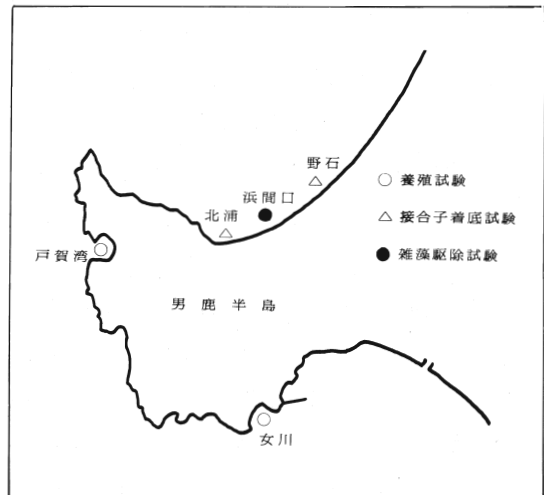 野石
浜間口
北浦
戸賀湾
男鹿半島
女川
○ 養殖試験
△ 接合子着底試験
● 雑藻駆除試験